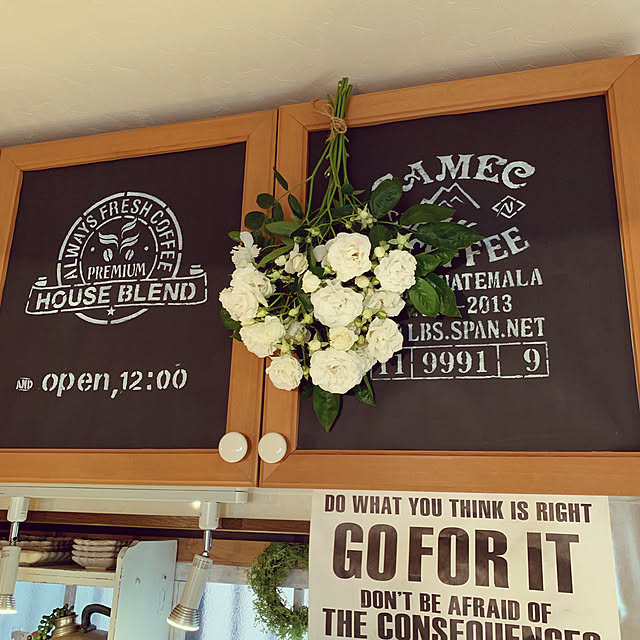 ALWAYS FRESH COFFEE
PREMIUM
HOUSE BLEND
AND open,12:00
CAMEC
N
2013
LBS.SPAN.NET
11 9991 9
DO WHAT YOU THINK IS RIGHT
GO FOR IT
DON'T BE AFRAID OF
THE CONSEQUENCES